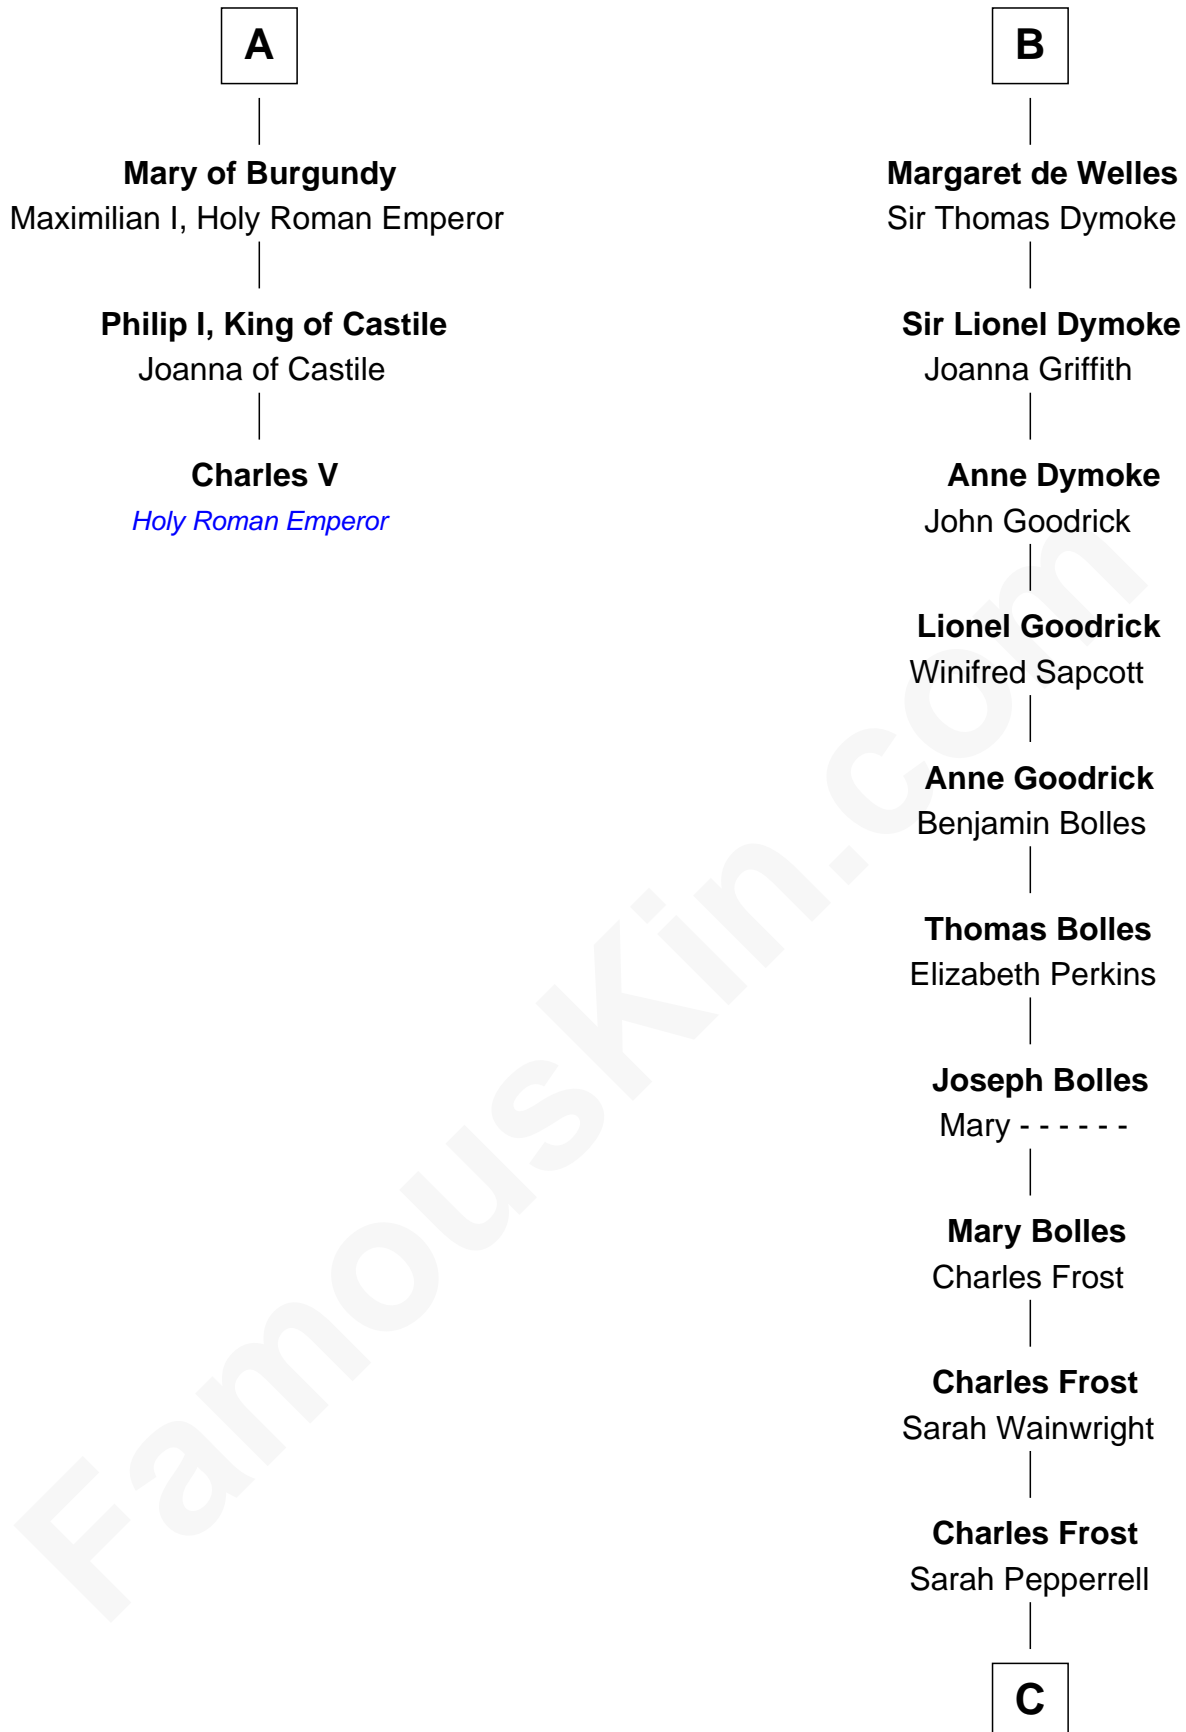 A
Mary of Burgundy
Maximilian I, Holy Roman Emperor
Philip I, King of Castile
Joanna of Castile
Charles V
Holy Roman Emperor
B
Margaret de Welles
Sir Thomas Dymoke
Sir Lionel Dymoke
Joanna Griffith
Anne Dymoke
John Goodrick
Lionel Goodrick
Winifred Sapcott
Anne Goodrick
Benjamin Bolles
Thomas Bolles
Elizabeth Perkins
Joseph Bolles
Mary - - - - - -
Mary Bolles
Charles Frost
Charles Frost
Sarah Wainwright
Charles Frost
Sarah Pepperrell
C
FamousKin.com